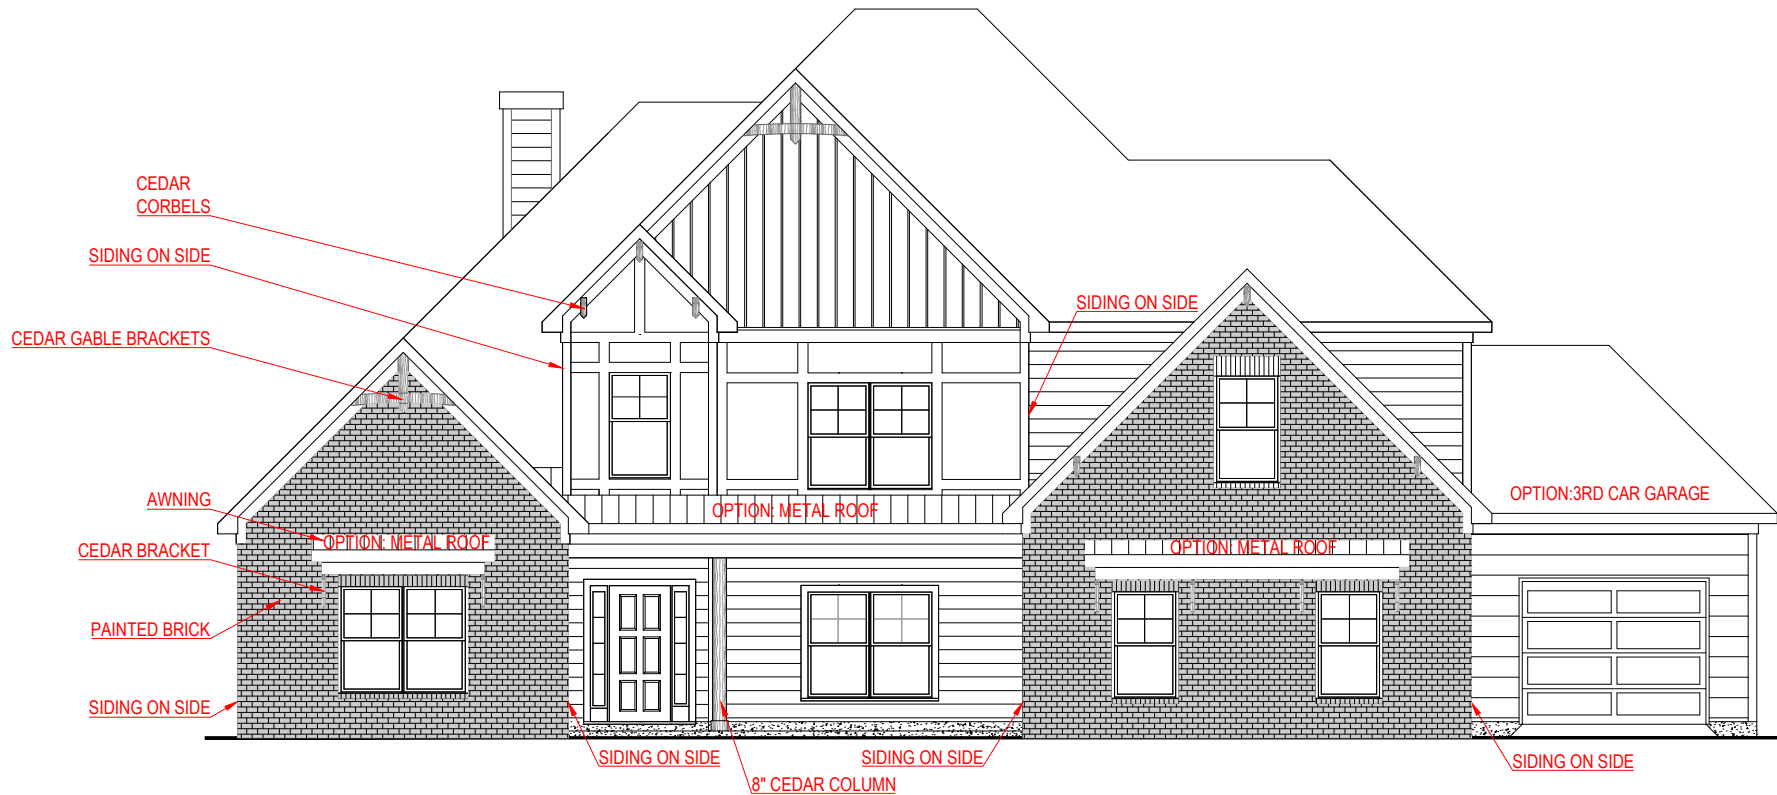 CEDAR
CORBELS
SIDING ON SIDE
SIDING ON SIDE
CEDAR GABLE BRACKETS
AWNING
OPTION:3RD CAR GARAGE
OPTION: METAL ROOF
OPTION: METAL ROOF
OPTION: METAL ROOF
CEDAR BRACKET
PAINTED BRICK
SIDING ON SIDE
SIDING ON SIDE
SIDING ON SIDE
SIDING ON SIDE
8" CEDAR COLUMN